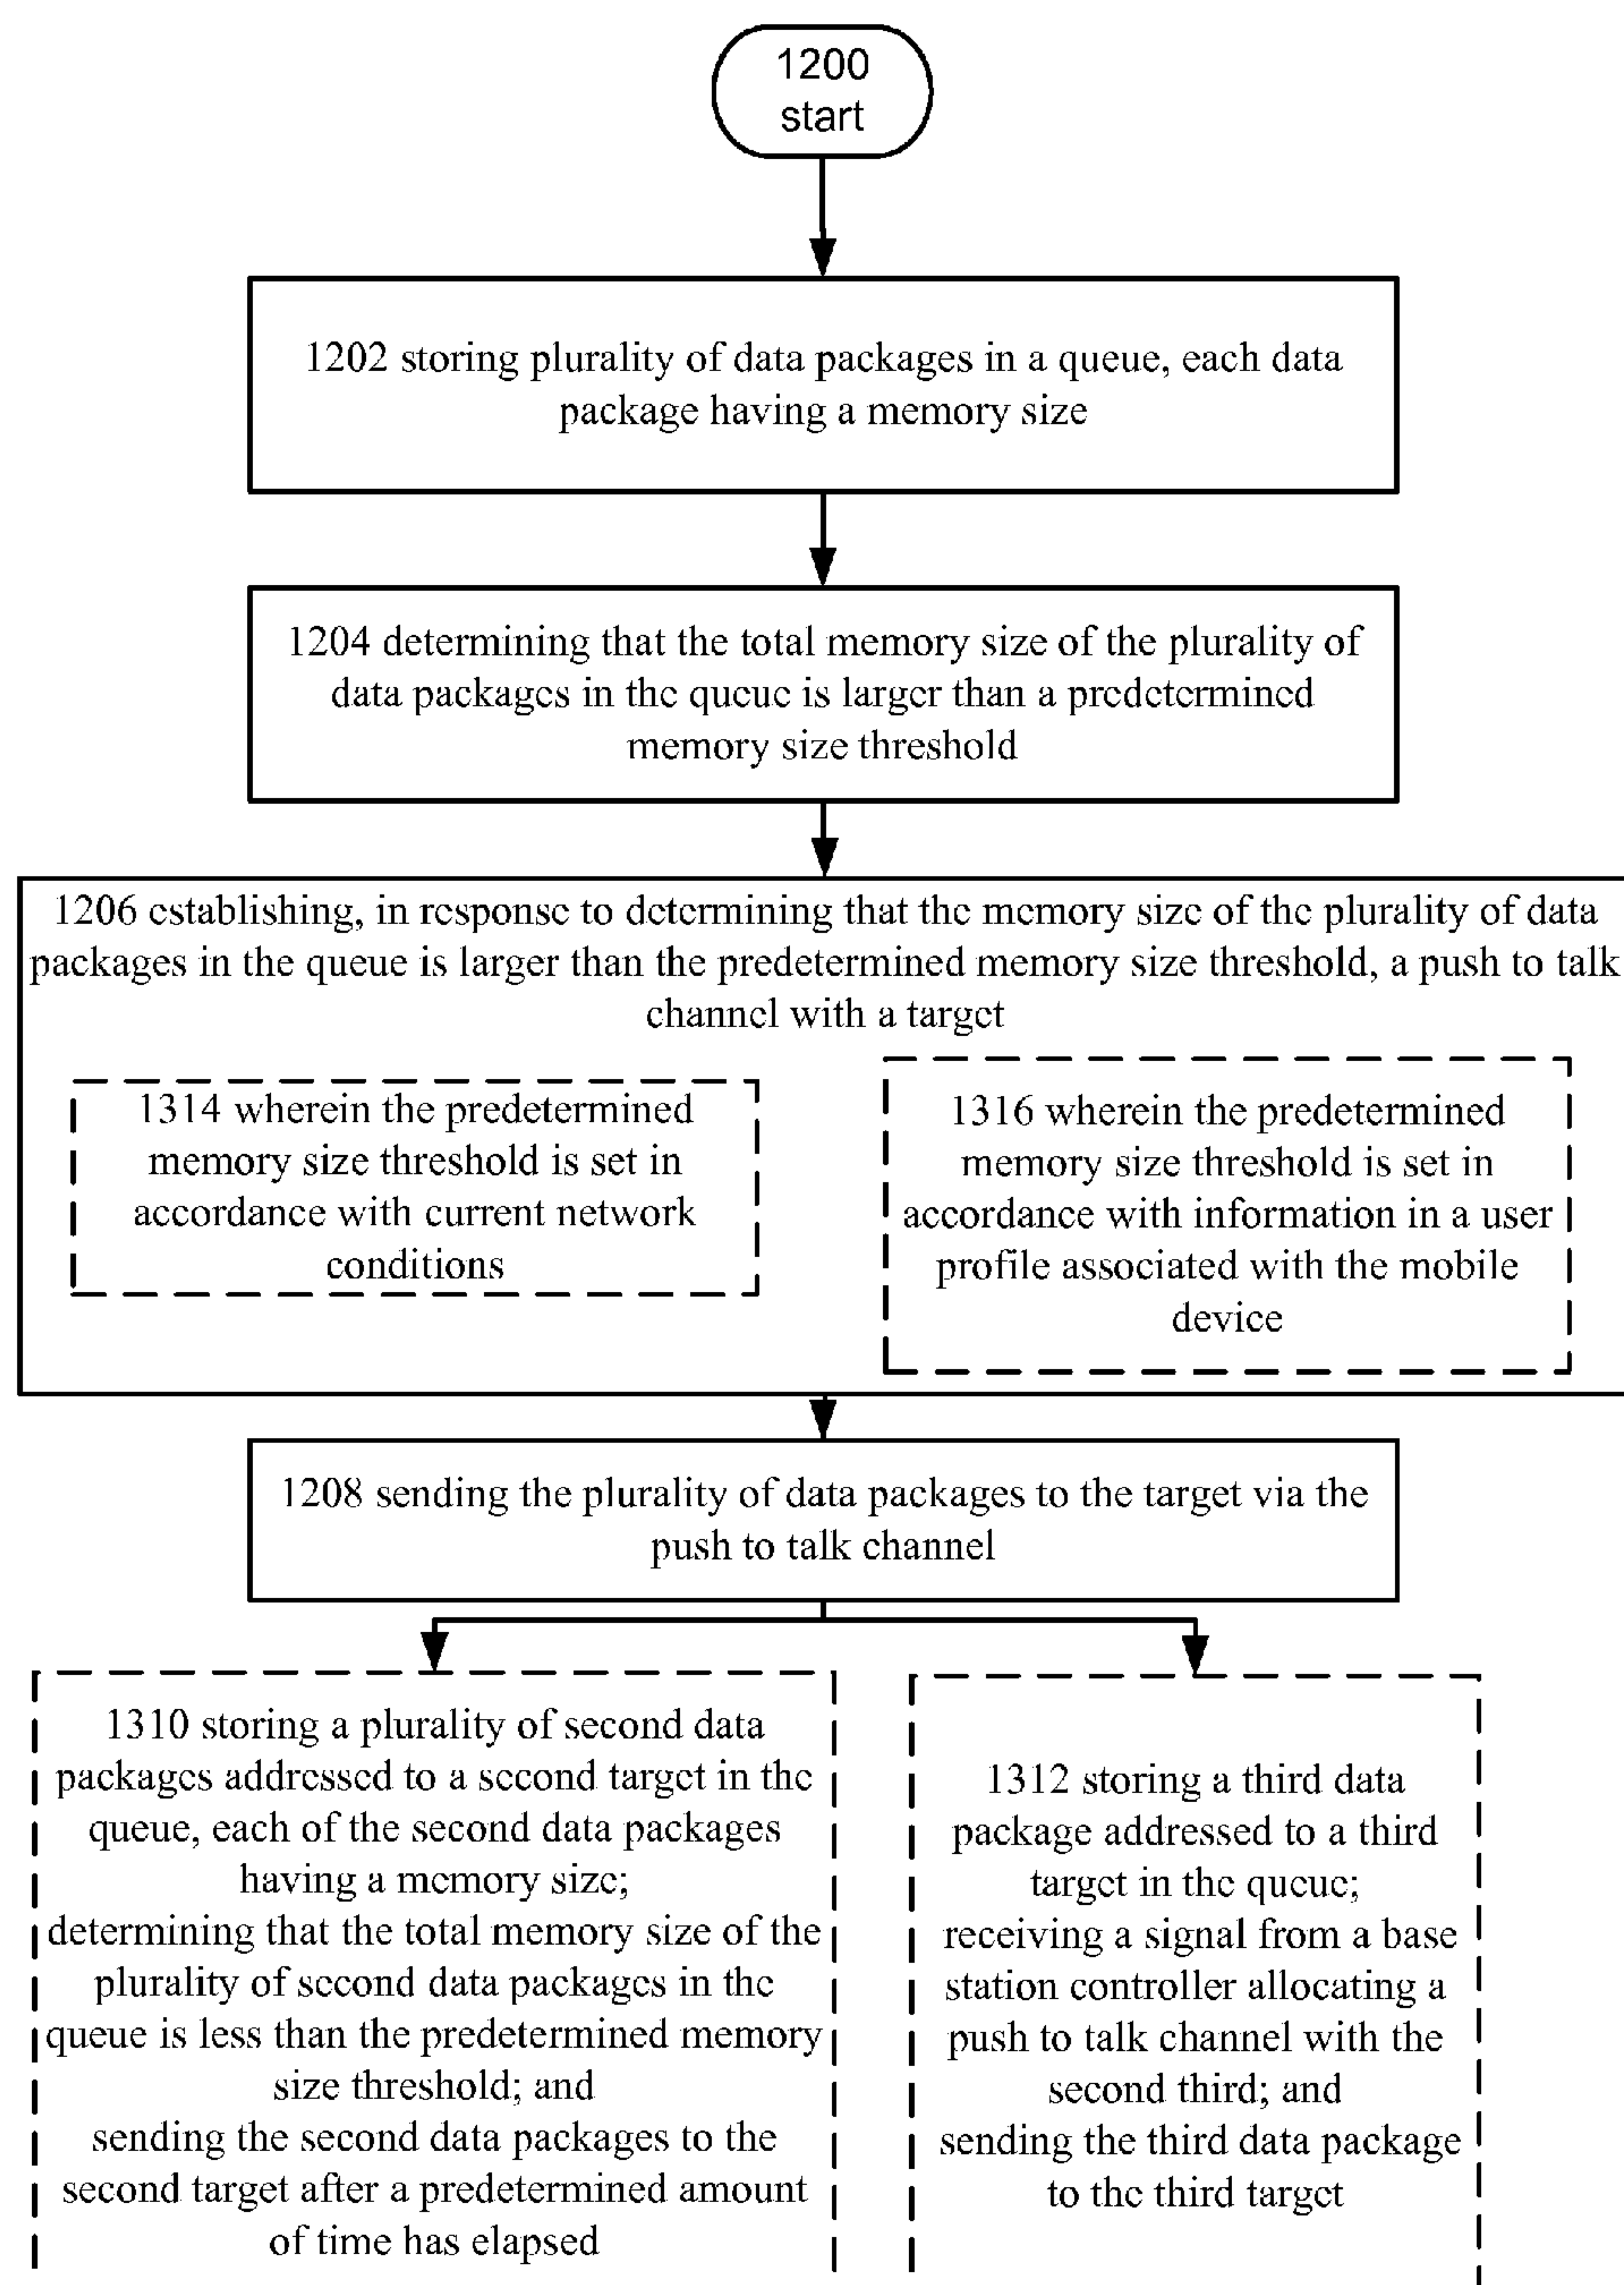 1200
start
1202 storing plurality of data packages in a queue, each data
package having a memory size
1204 determining that the total memory size of the plurality of
data packages in the queue is larger than a predetermined
memory size threshold
1206 establishing, in response to determining that the memory size of the plurality of data
packages in the queue is larger than the predetermined memory size threshold, a push to talk
channel with a target
1314 wherein the predetermined
memory size threshold is set in
accordance with current network
conditions
1316 wherein the predetermined
memory size threshold is set in
accordance with information in a user
profile associated with the mobile
device
1208 sending the plurality of data packages to the target via the
push to talk channel
1310 storing a plurality of second data
packages addressed to a second target in the
queue, each of the second data packages
having a memory size;
determining that the total memory size of the
plurality of second data packages in the
queue is less than the predetermined memory
size threshold; and
sending the second data packages to the
second target after a predetermined amount
of time has elapsed
1312 storing a third data
package addressed to a third
target in the queue;
receiving a signal from a base
station controller allocating a
push to talk channel with the
second third; and
sending the third data package
to the third target